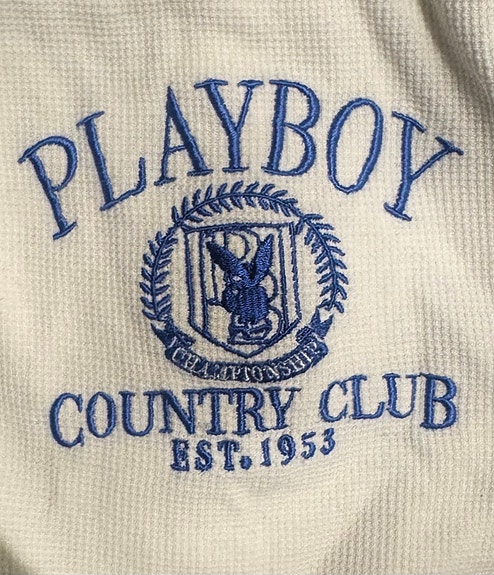 PLAYBOY
CHAMPIONSHIP
COUNTRY CLUB
EST. 1953